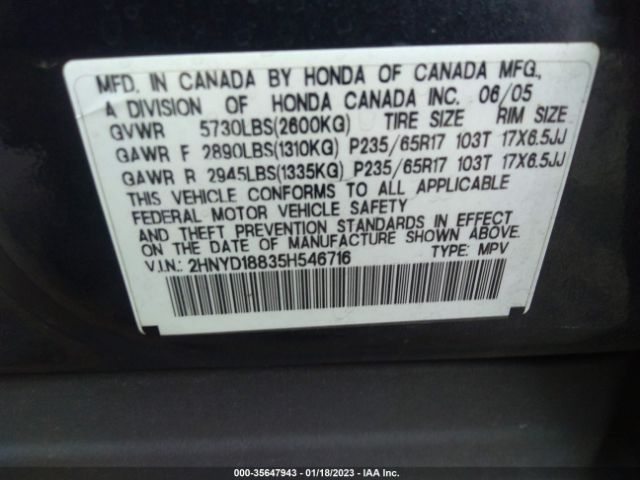 MFD. IN CANADA BY HONDA OF CANADA MFG.,
A DIVISION OF HONDA CANADA INC. 06/05
GVWR 5730LBS(2600KG) TIRE SIZE RIM SIZE
GAWR F 2890LBS(1310KG) P235/65R17 103T 17X6.5JJ
GAWR R 2945LBS(1335KG) P235/65R17 103T 17X6.5JJ
THIS VEHICLE CONFORMS TO ALL APPLICABLE
FEDERAL MOTOR VEHICLE SAFETY
AND THEFT PREVENTION STANDARDS IN EFFECT
ON THE DATE OF MANUFACTURE SHOWN ABOVE.
V.I.N.: 2HNYD18835H546716 TYPE: MPV
000-35647943 - 01/18/2023 - IAA Inc.